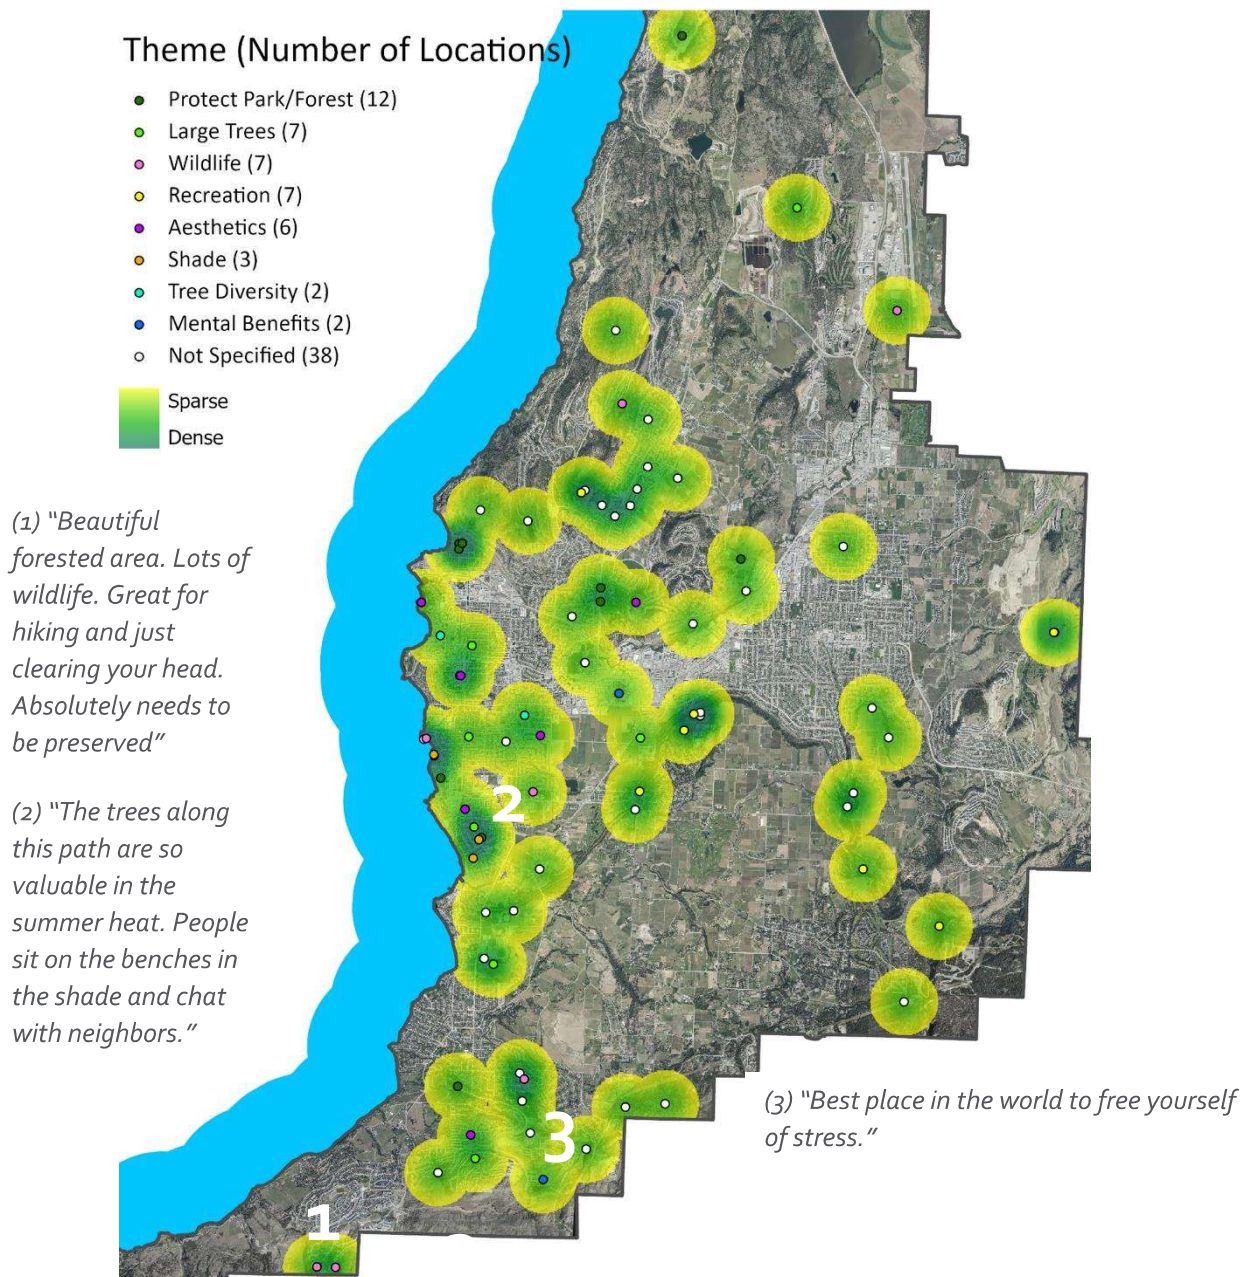 Theme (Number of Locations)
Protect Park/Forest (12)
Large Trees (7)
Wildlife (7)
Recreation (7)
Aesthetics (6)
Shade (3)
Tree Diversity (2)
Mental Benefits (2)
Not Specified (38)
Sparse
Dense
(1) “Beautiful
forested area. Lots of
wildlife. Great for
hiking and just
clearing your head.
Absolutely needs to
be preserved”
(2) “The trees along
this path are so
valuable in the
summer heat. People
sit on the benches in
the shade and chat
with neighbors.”
2
(3) “Best place in the world to free yourself
of stress.”
3
1